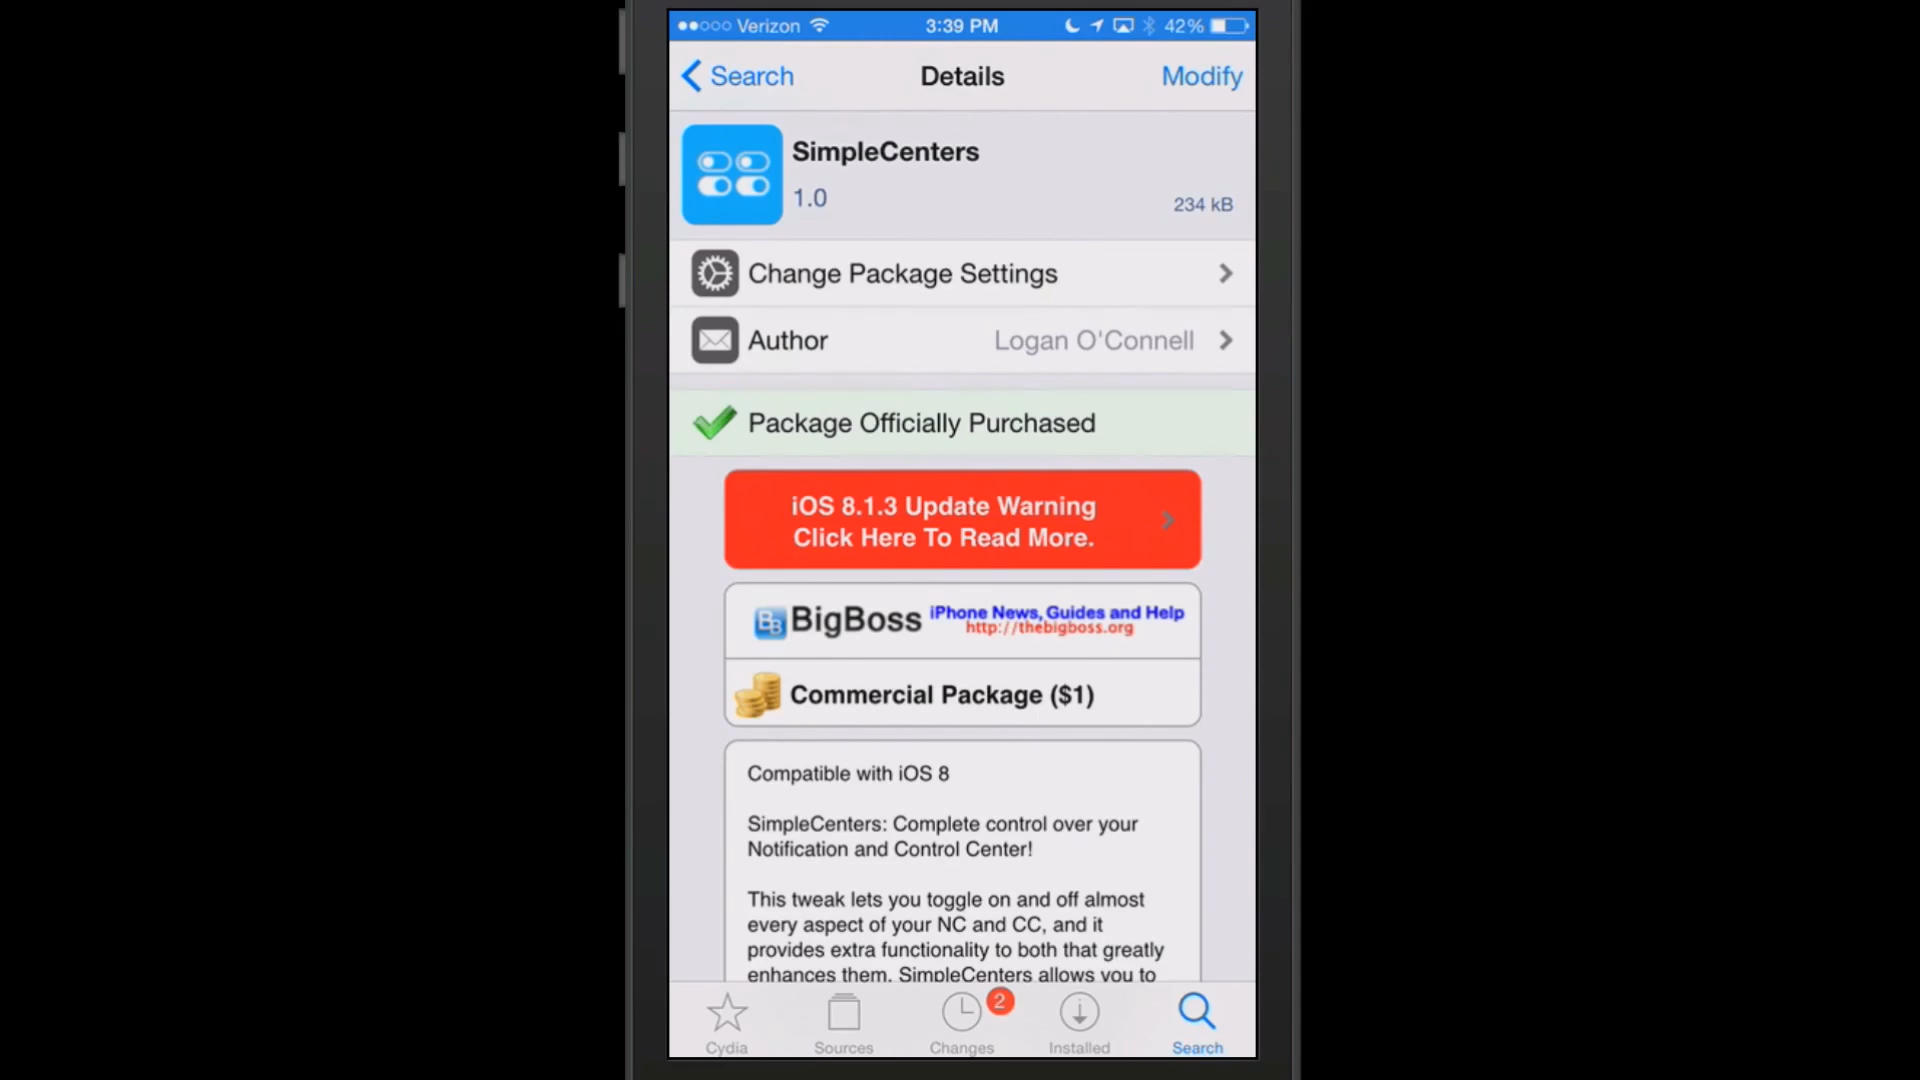 Verizon 3:39 PM 42%
Search Details Modify
SimpleCenters
1.0
234 kB
Change Package Settings
Author Logan O'Connell
Package Officially Purchased
iOS 8.1.3 Update Warning
Click Here To Read More.
BB BigBoss iPhone News, Guides and Help
http://thebigboss.org
Commercial Package ($1)
Compatible with iOS 8
SimpleCenters: Complete control over your
Notification and Control Center!
This tweak lets you toggle on and off almost
every aspect of your NC and CC, and it
provides extra functionality to both that greatly
enhances them. SimpleCenters allows you to
2
Cydia Sources Changes Installed Search